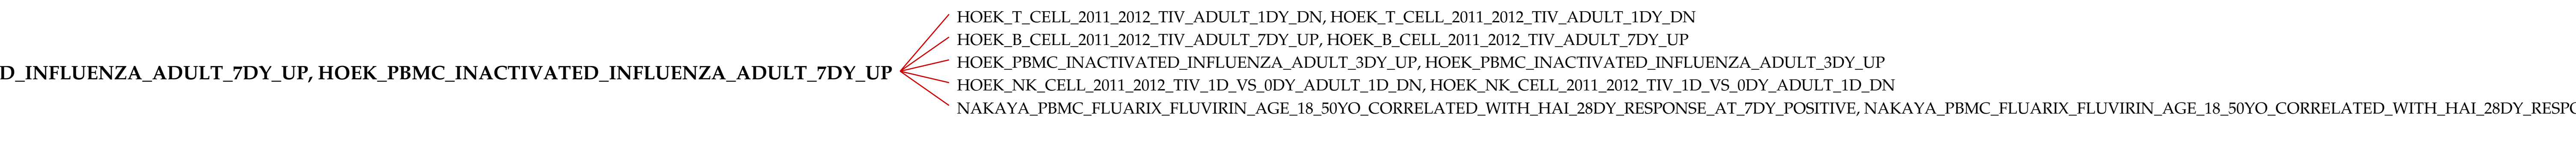 HOEK_T_CELL_2011_2012_TIV_ADULT_1DY_DN, HOEK_T_CELL_2011_2012_TIV_ADULT_1DY_DN
HOEK_B_CELL_2011_2012_TIV_ADULT_7DY_UP, HOEK_B_CELL_2011_2012_TIV_ADULT_7DY_UP
HOEK_PBMC_INACTIVATED_INFLUENZA_ADULT_3DY_UP, HOEK_PBMC_INACTIVATED_INFLUENZA_ADULT_3DY_UP
D_INFLUENZA_ADULT_7DY_UP, HOEK_PBMC_INACTIVATED_INFLUENZA_ADULT_7DY_UP
HOEK_NK_CELL_2011_2012_TIV_1D_VS_0DY_ADULT_1D_DN, HOEK_NK_CELL_2011_2012_TIV_1D_VS_0DY_ADULT_1D_DN
NAKAYA_PBMC_FLUARIX_FLUVIRIN_AGE_18_50YO_CORRELATED_WITH_HAI_28DY_RESPONSE_AT_7DY_POSITIVE, NAKAYA_PBMC_FLUARIX_FLUVIRIN_AGE_18_50YO_CORRELATED_WITH_HAI_28DY_RESPO